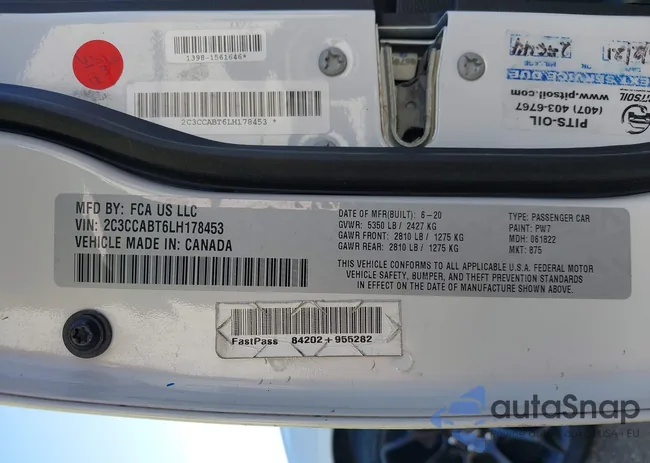 1398-1561646*
2C3CCABT6LH178453 *
NEXT SERVICE DUE
PITSOIL
www.pitsoil.com
(407) 403-6767
PITS-OIL
MFD BY: FCA US LLC
VIN: 2C3CCABT6LH178453
VEHICLE MADE IN: CANADA
DATE OF MFR(BUILT): 6-20
GVWR: 5350 LB / 2427 KG
GAWR FRONT: 2810 LB / 1275 KG
GAWR REAR: 2810 LB / 1275 KG
TYPE: PASSENGER CAR
PAINT: PW7
MDH: 061822
MKT: 875
THIS VEHICLE CONFORMS TO ALL APPLICABLE U.S.A. FEDERAL MOTOR
VEHICLE SAFETY, BUMPER, AND THEFT PREVENTION STANDARDS
IN EFFECT ON THE DATE OF MANUFACTURE SHOWN ABOVE.
FastPass 84202+955282
autoSnap